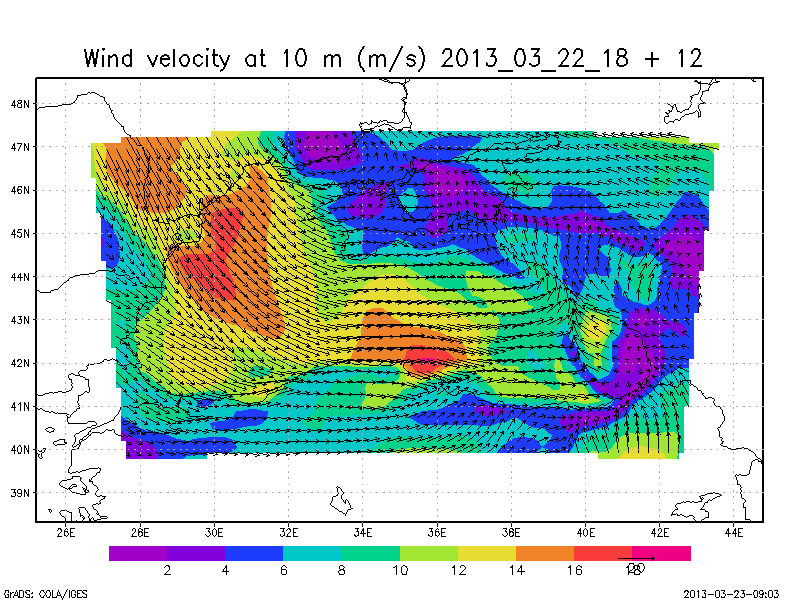 Wind velocity at 10 m (m/s) 2013_03_22_18 + 12
48N
47N
46N
45N
44N
43N
42N
41N
40N
39N
26E 28E 30E 32E 34E 36E 38E 40E 42E 44E
2 4 6 8 10 12 14 16 18 20
GrADS: COLA/IGES 2013-03-23-09:03